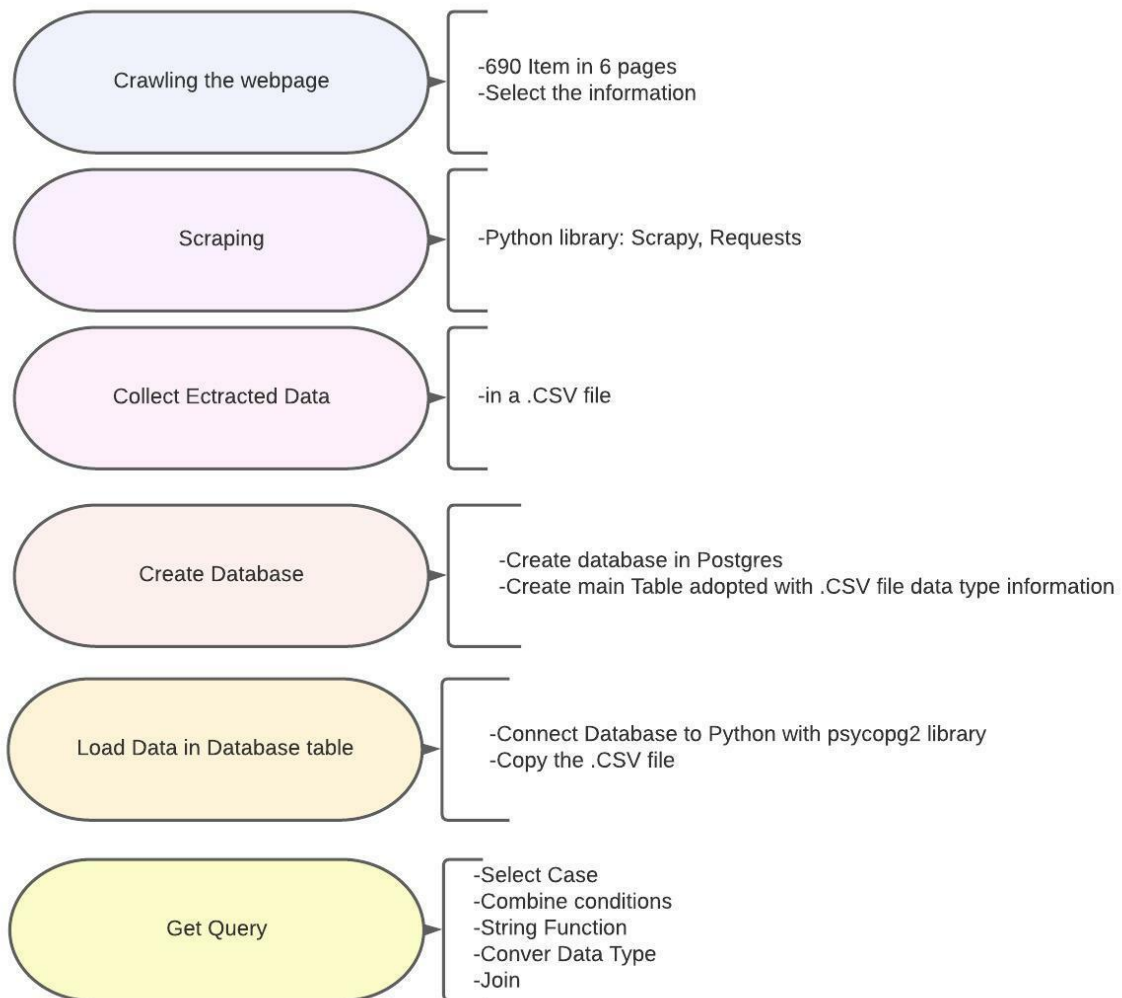 Crawling the webpage
-690 Item in 6 pages
-Select the information
Scraping
-Python library: Scrapy, Requests
Collect Ectracted Data
-in a .CSV file
Create Database
-Create database in Postgres
-Create main Table adopted with .CSV file data type information
Load Data in Database table
-Connect Database to Python with psycopg2 library
-Copy the .CSV file
Get Query
-Select Case
-Combine conditions
-String Function
-Conver Data Type
-Join